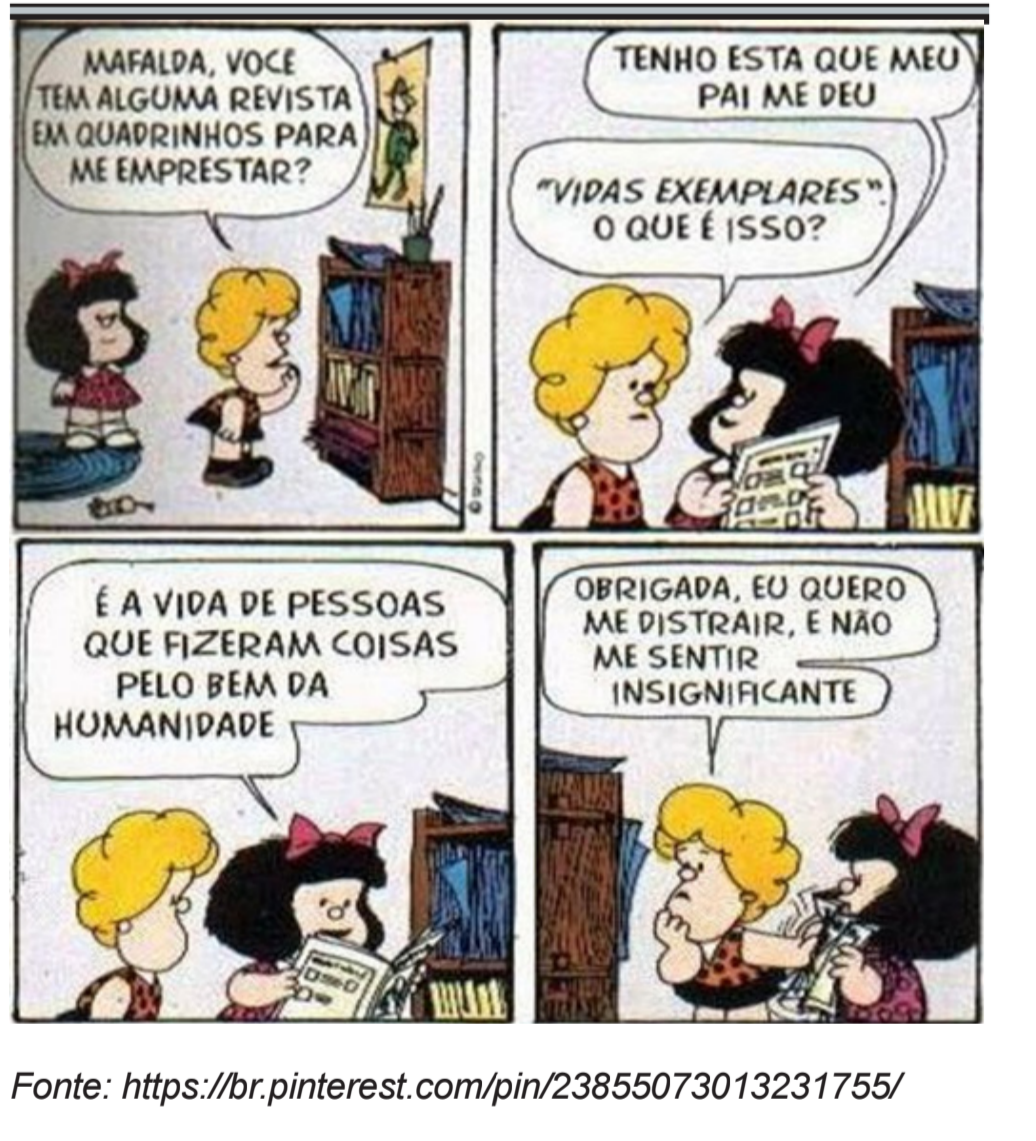 MAFALDA, VOCÊ
TEM ALGUMA REVISTA
EM QUADRINHOS PARA
ME EMPRESTAR?
TENHO ESTA QUE MEU
PAI ME DEU
"VIDAS EXEMPLARES".
O QUE É ISSO?
É A VIDA DE PESSOAS
QUE FIZERAM COISAS
PELO BEM DA
HUMANIDADE
OBRIGADA, EU QUERO
ME DISTRAIR, E NÃO
ME SENTIR
INSIGNIFICANTE
Fonte: https://br.pinterest.com/pin/23855073013231755/